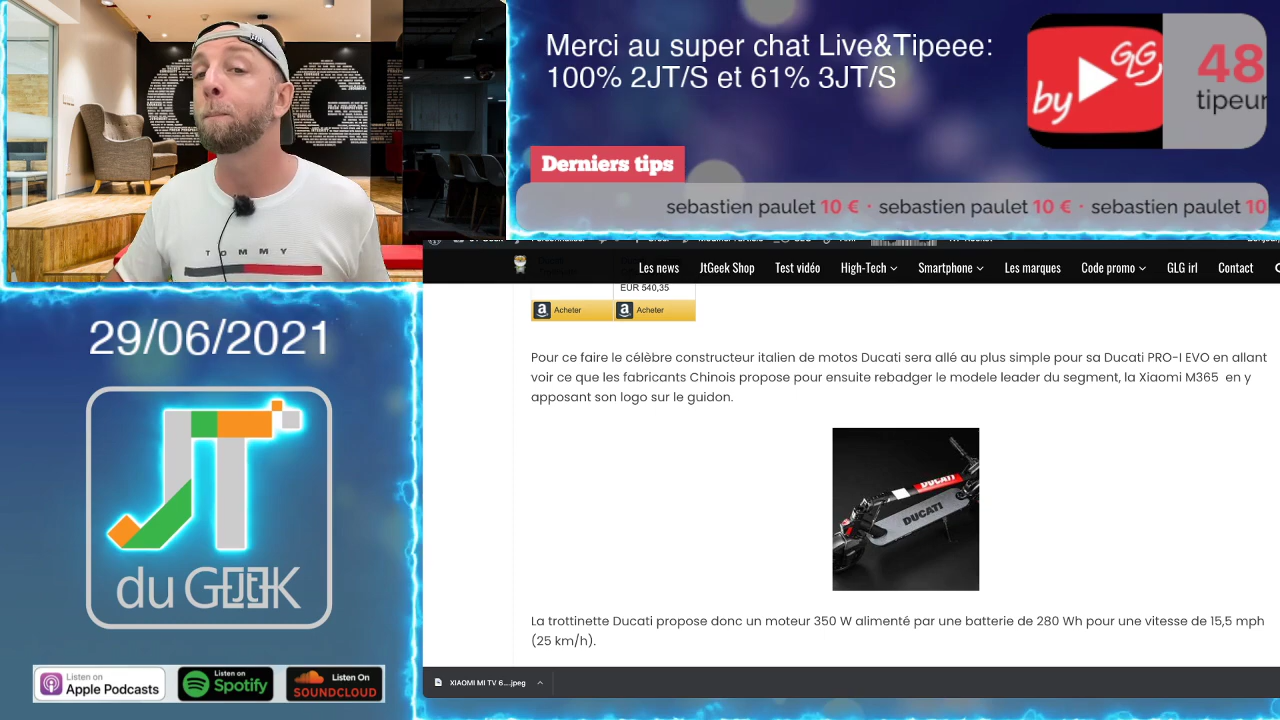 Merci au super chat Live&Tipeee:
100% 2JT/S et 61% 3JT/S
by GLG
48
tipeur
Derniers tips
sebastien paulet 10 € · sebastien paulet 10 € · sebastien paulet 10
TOMMY
Les news JtGeek Shop Test vidéo High-Tech Smartphone Les marques Code promo GLG irl Contact
EUR 540,35
Acheter Acheter
Pour ce faire le célèbre constructeur italien de motos Ducati sera allé au plus simple pour sa Ducati PRO-I EVO en allant
voir ce que les fabricants Chinois propose pour ensuite rebadger le modele leader du segment, la Xiaomi M365 en y
apposant son logo sur le guidon.
DUCATI
DUCATI
La trottinette Ducati propose donc un moteur 350 W alimenté par une batterie de 280 Wh pour une vitesse de 15,5 mph
(25 km/h).
XIAOMI MI TV 6....jpeg
29/06/2021
JT
du GEEK
Listen on
Apple Podcasts
Listen on
Spotify
Listen On
SOUNDCLOUD